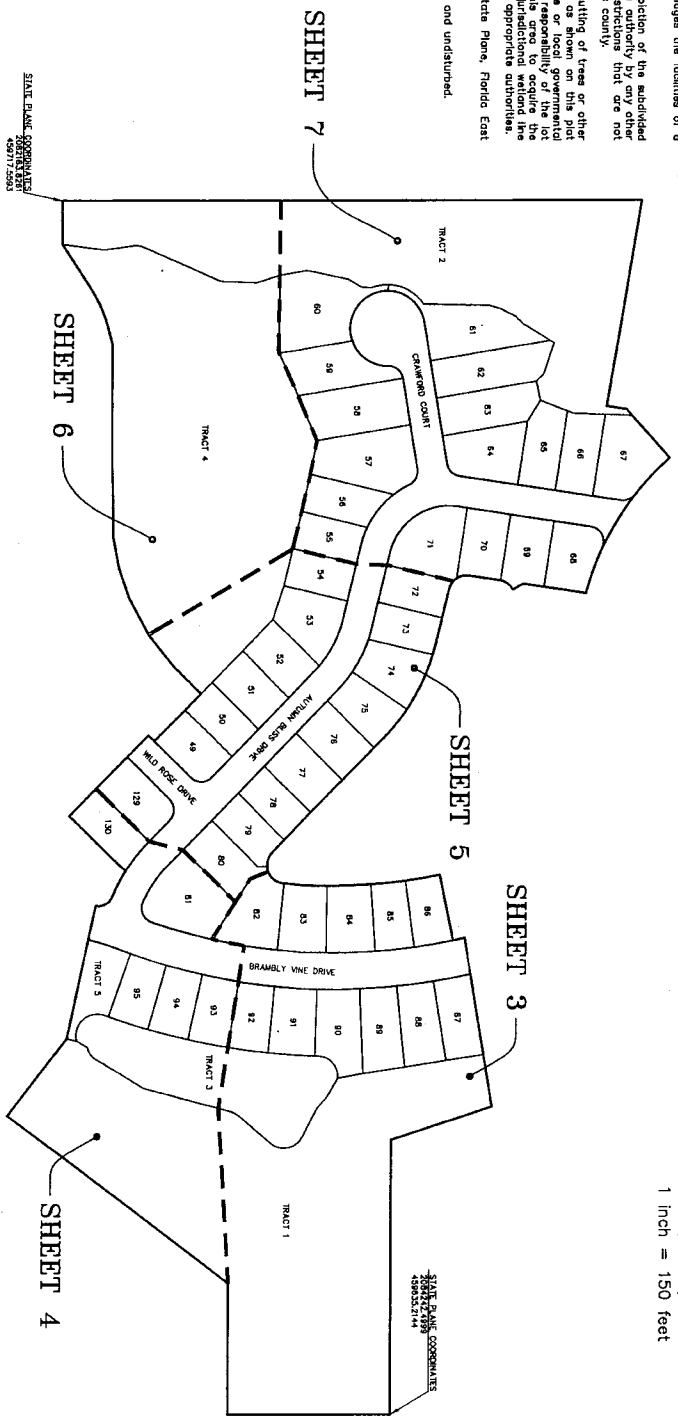 1 inch = 150 feet
piction of the subdivided
authority by any other
strictions that are not
county.
utting of trees or other
as shown on this plat
e or local governmental
responsibility of the lot
is area to acquire the
jurisdictional wetland line
appropriate authorities.
tate Plane, Florida East
and undisturbed.
SHEET 7
SHEET 6
SHEET 5
SHEET 3
SHEET 4
STATE PLANE COORDINATES
STATE PLANE COORDINATES
TRACT 2
TRACT 4
CRAWFORD COURT
60
59
58
57
56
55
54
53
52
51
50
49
61
62
63
64
65
66
67
68
69
70
71
72
73
74
75
76
77
78
79
80
81
AUTUMN BLISS DRIVE
WILD ROSE DRIVE
129
130
82
83
84
85
86
BRAMBLY VINE DRIVE
87
88
89
90
91
92
93
94
95
TRACT 5
TRACT 3
TRACT 1